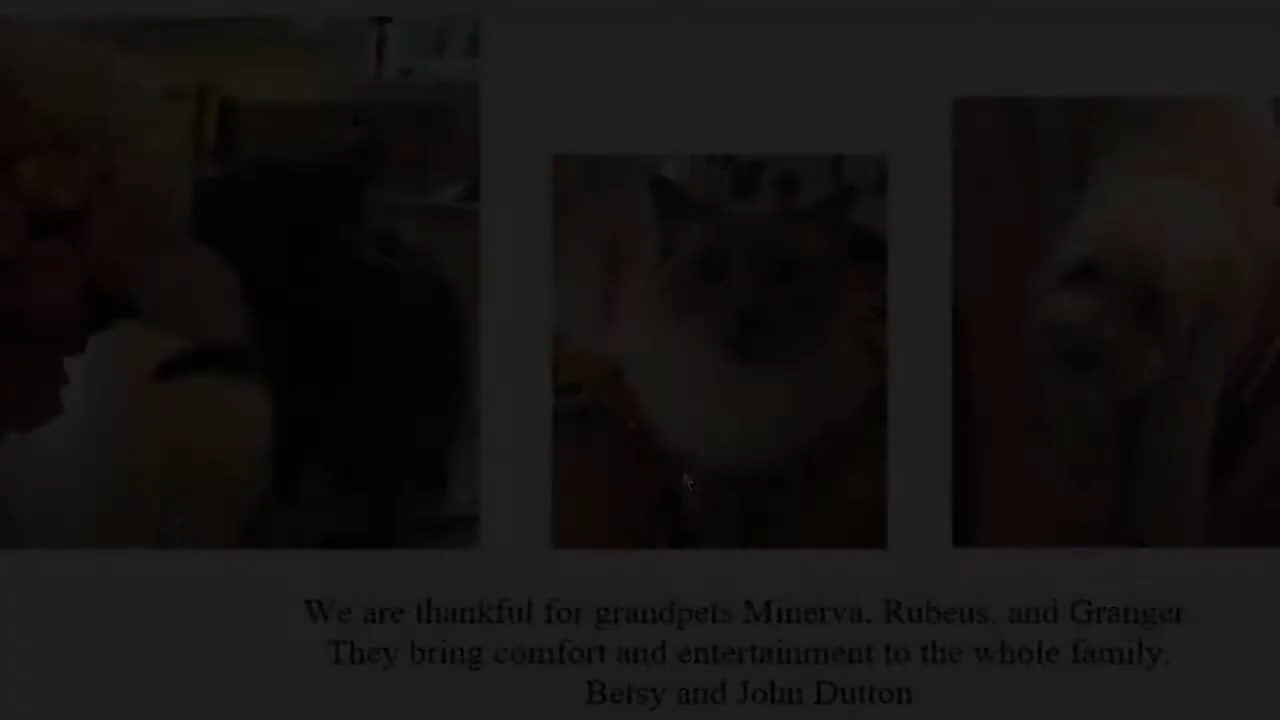 We are thankful for grandpets Minerva, Rubeus, and Granger
They bring comfort and entertainment to the whole family.
Betsy and John Dutton